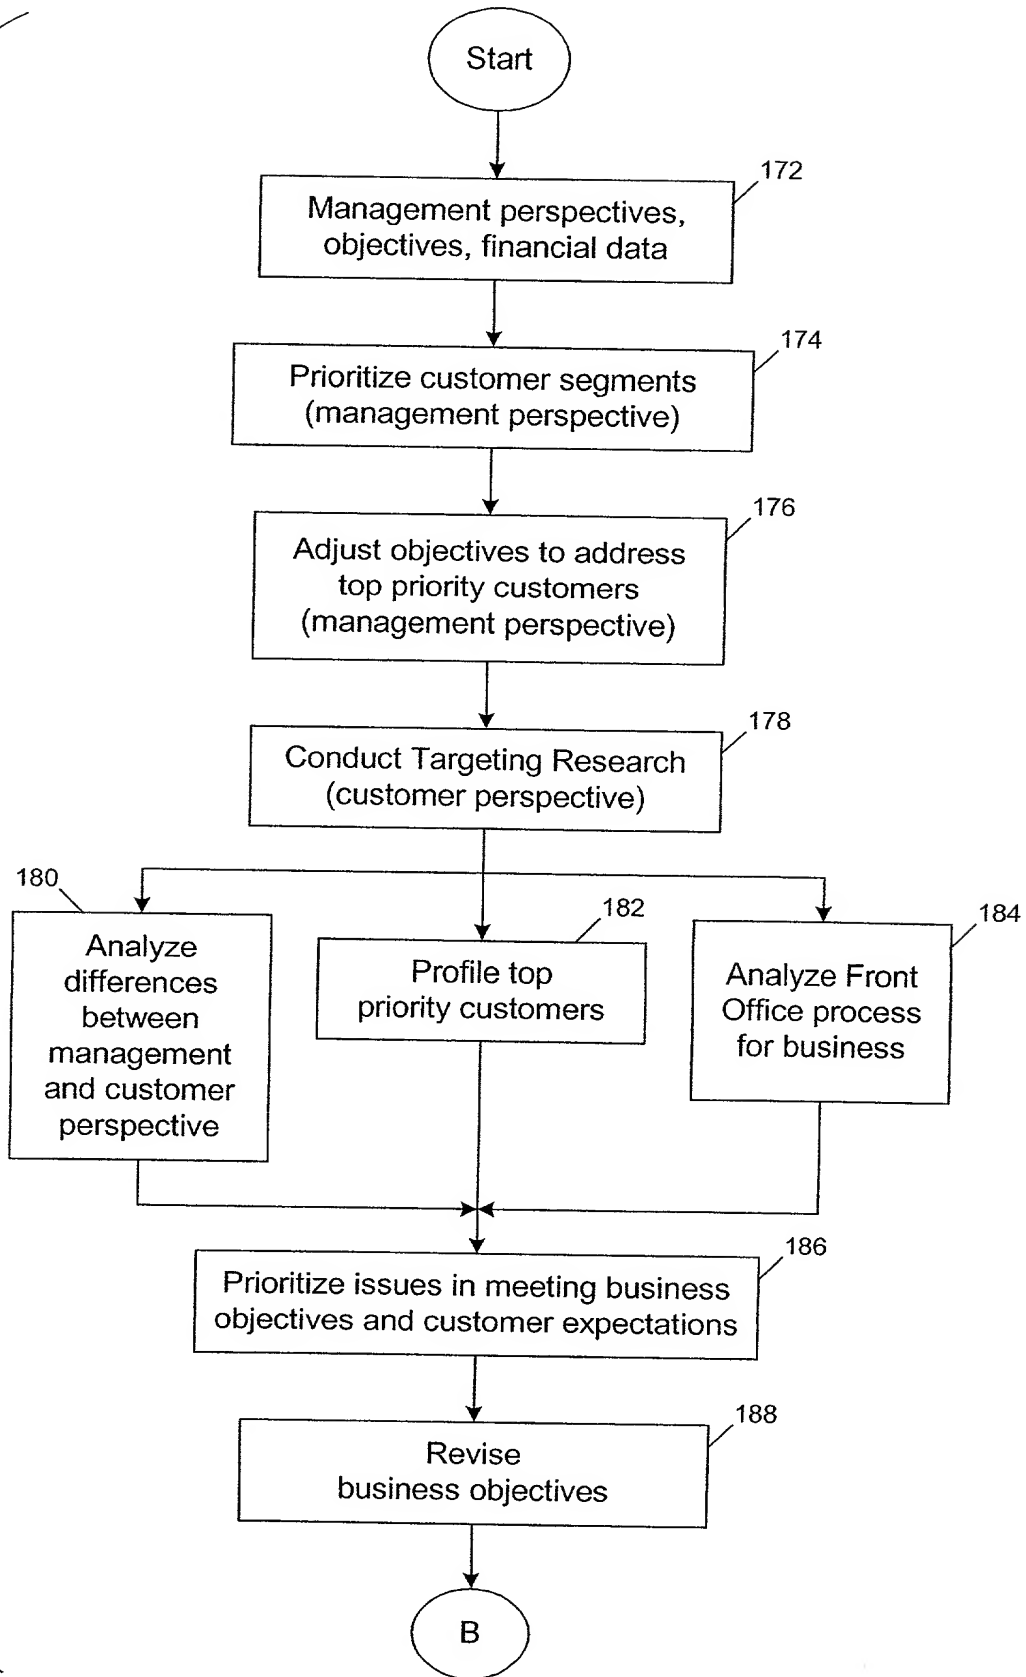 Start
172
Management perspectives,
objectives, financial data
174
Prioritize customer segments
(management perspective)
176
Adjust objectives to address
top priority customers
(management perspective)
178
Conduct Targeting Research
(customer perspective)
180
Analyze
differences
between
management
and customer
perspective
182
Profile top
priority customers
184
Analyze Front
Office process
for business
186
Prioritize issues in meeting business
objectives and customer expectations
188
Revise
business objectives
B